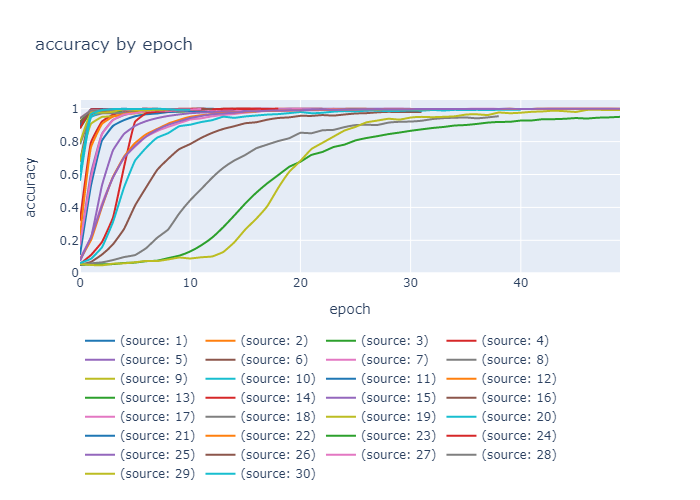 accuracy by epoch
1
0.8
0.6
0.4
0.2
0
accuracy
0 10 20 30 40
epoch
(source: 1) (source: 2) (source: 3) (source: 4)
(source: 5) (source: 6) (source: 7) (source: 8)
(source: 9) (source: 10) (source: 11) (source: 12)
(source: 13) (source: 14) (source: 15) (source: 16)
(source: 17) (source: 18) (source: 19) (source: 20)
(source: 21) (source: 22) (source: 23) (source: 24)
(source: 25) (source: 26) (source: 27) (source: 28)
(source: 29) (source: 30)